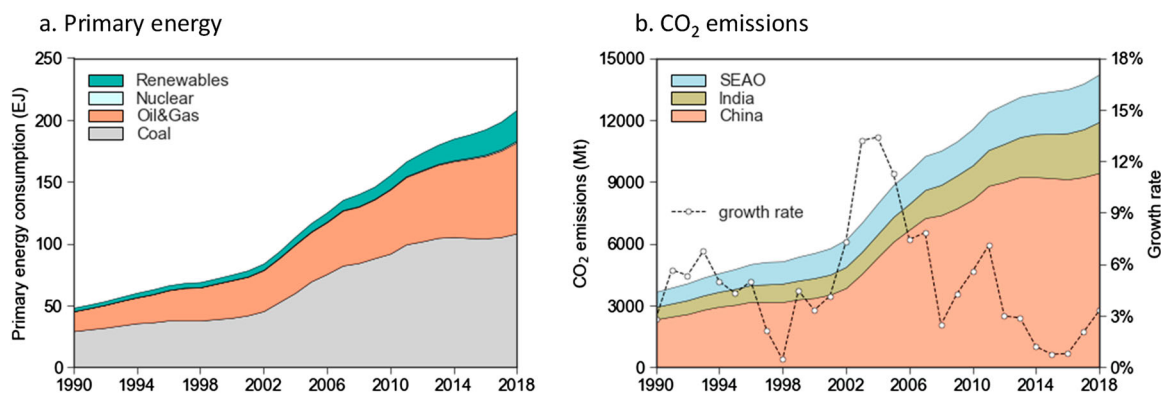 a. Primary energy
Primary energy consumption (EJ)
250
200
150
100
50
0
Renewables
Nuclear
Oil&Gas
Coal
1990 1994 1998 2002 2006 2010 2014 2018
b. CO2 emissions
CO2 emissions (Mt)
15000
12000
9000
6000
3000
0
SEAO
India
China
growth rate
18%
15%
12%
9%
6%
3%
0%
Growth rate
1990 1994 1998 2002 2006 2010 2014 2018